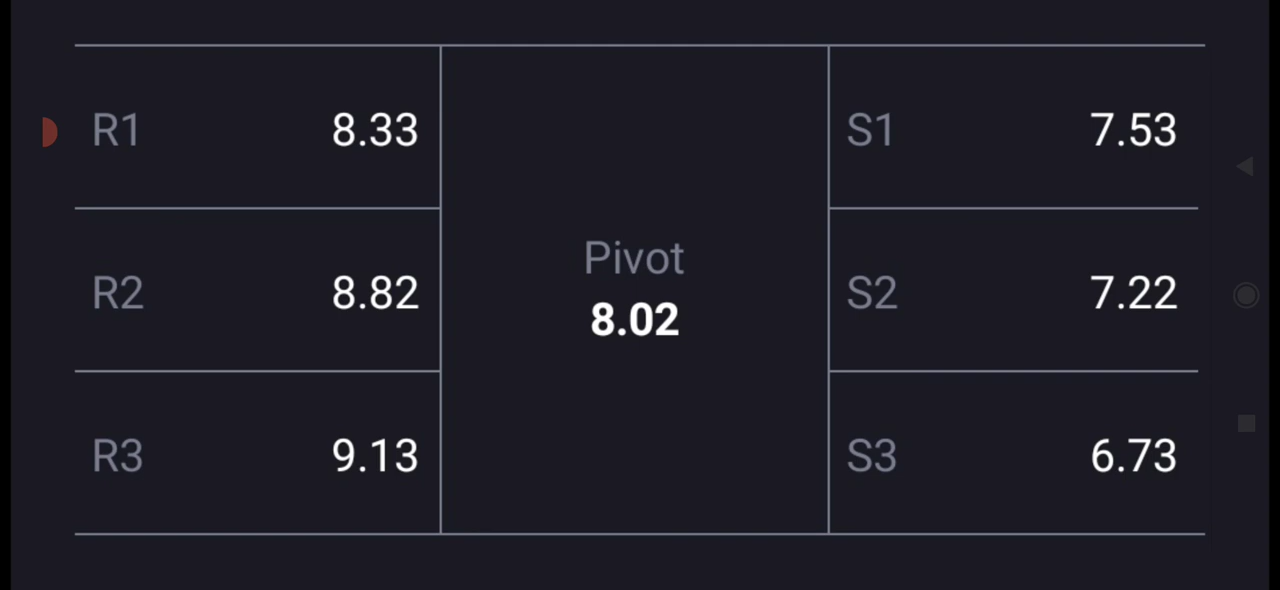 R1 8.33
R2 8.82
R3 9.13
Pivot
8.02
S1 7.53
S2 7.22
S3 6.73